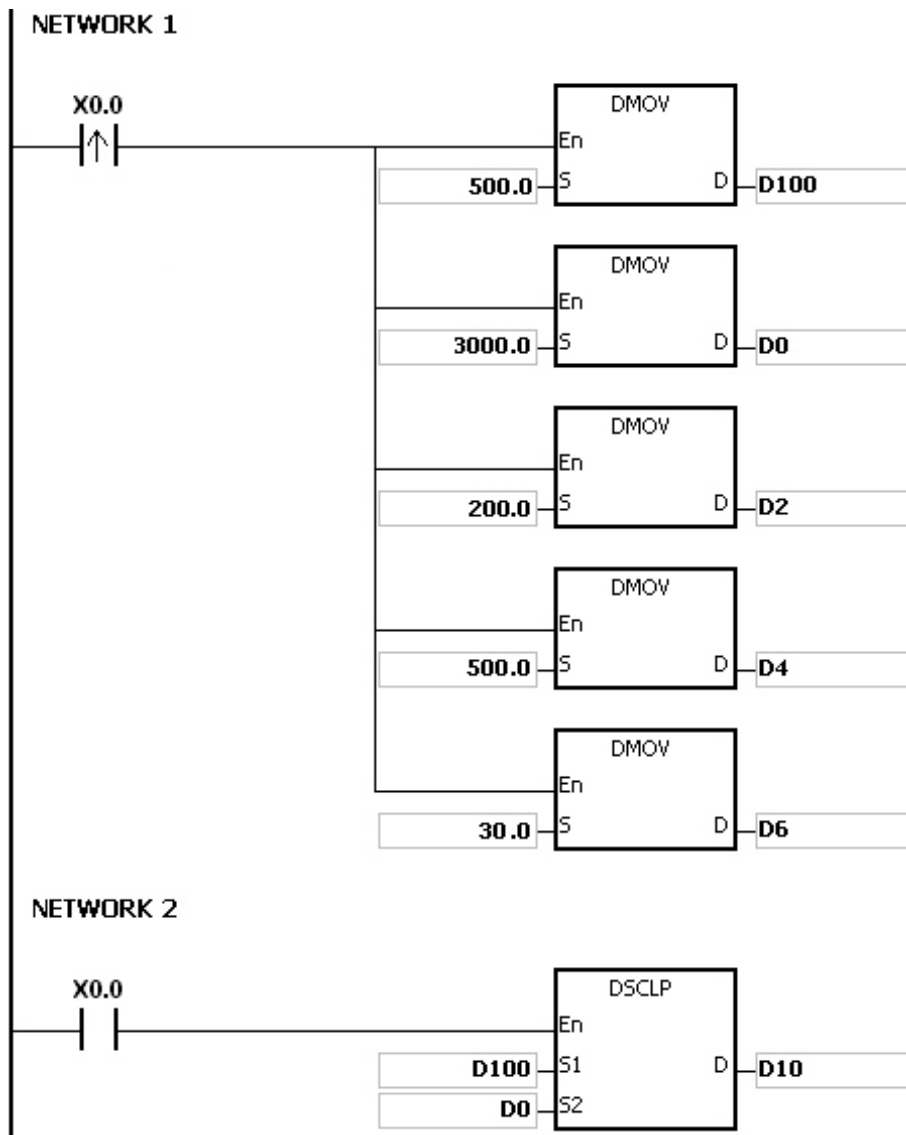 NETWORK 1
X0.0
DMOV
En
500.0 S D D100
DMOV
En
3000.0 S D D0
DMOV
En
200.0 S D D2
DMOV
En
500.0 S D D4
DMOV
En
30.0 S D D6
NETWORK 2
X0.0
DSCLP
En
D100 S1 D D10
D0 S2